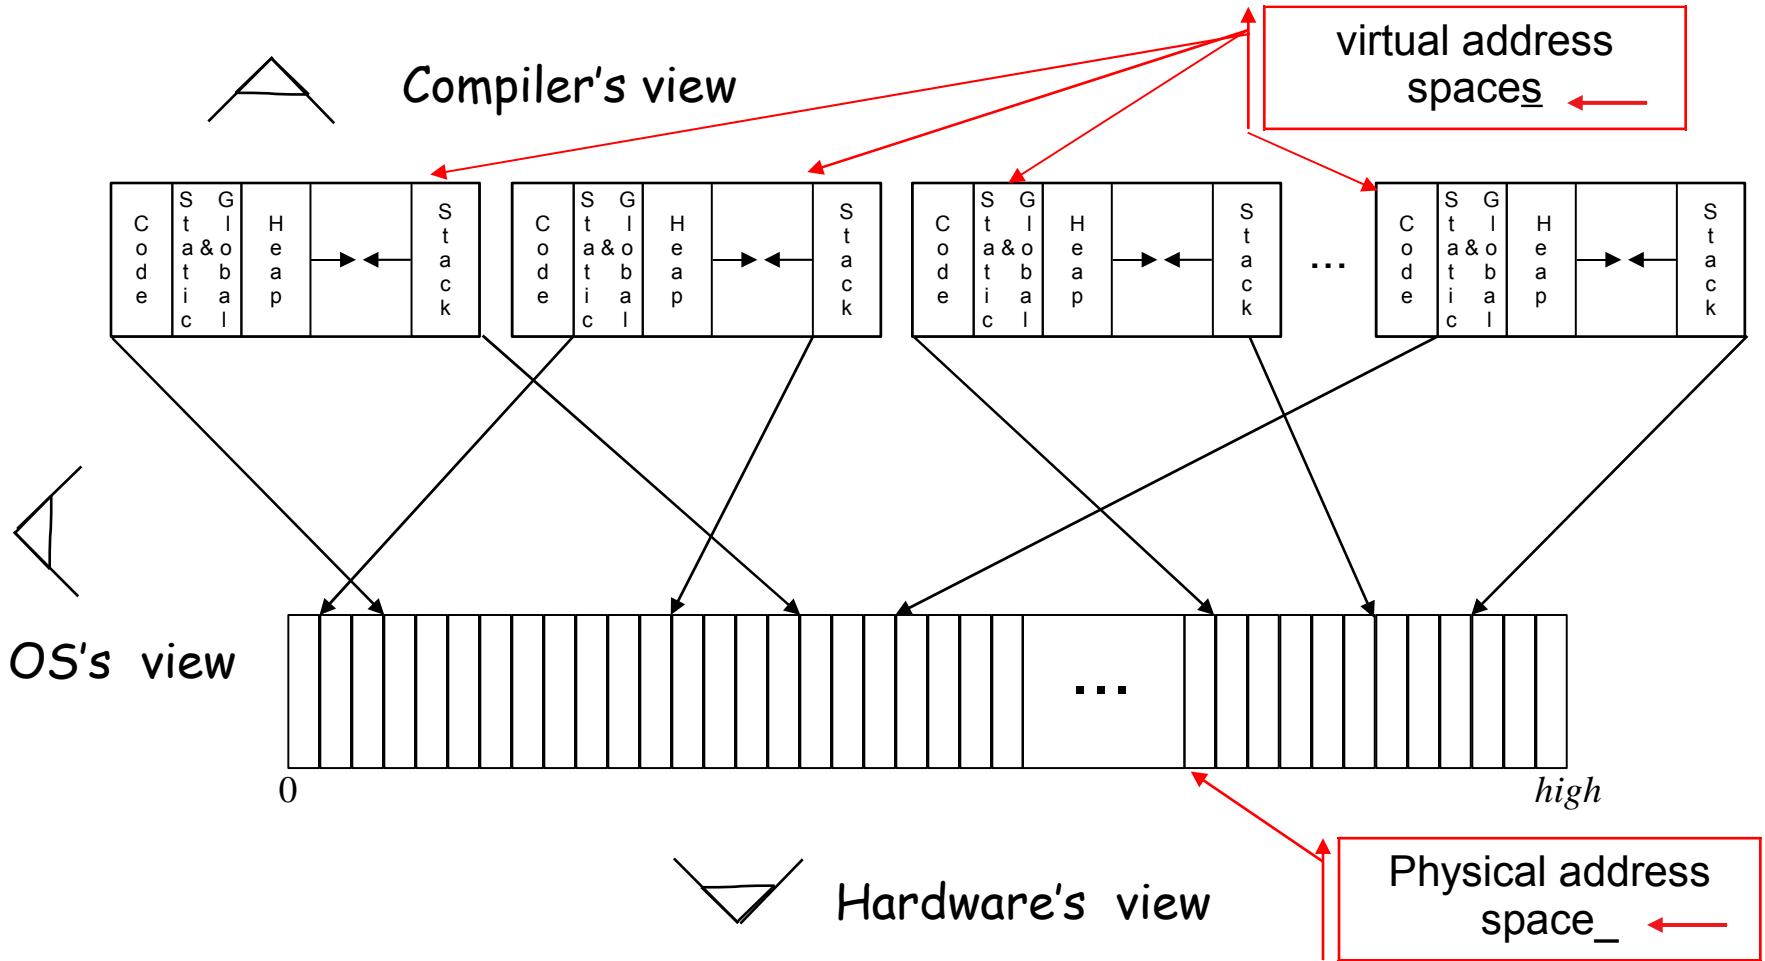 virtual address
spaces
Compiler's view
Code
Static
&
Global
Heap
Stack
Code
Static
&
Global
Heap
Stack
Code
Static
&
Global
Heap
Stack
...
Code
Static
&
Global
Heap
Stack
OS's view
...
0
high
Hardware's view
Physical address
space_